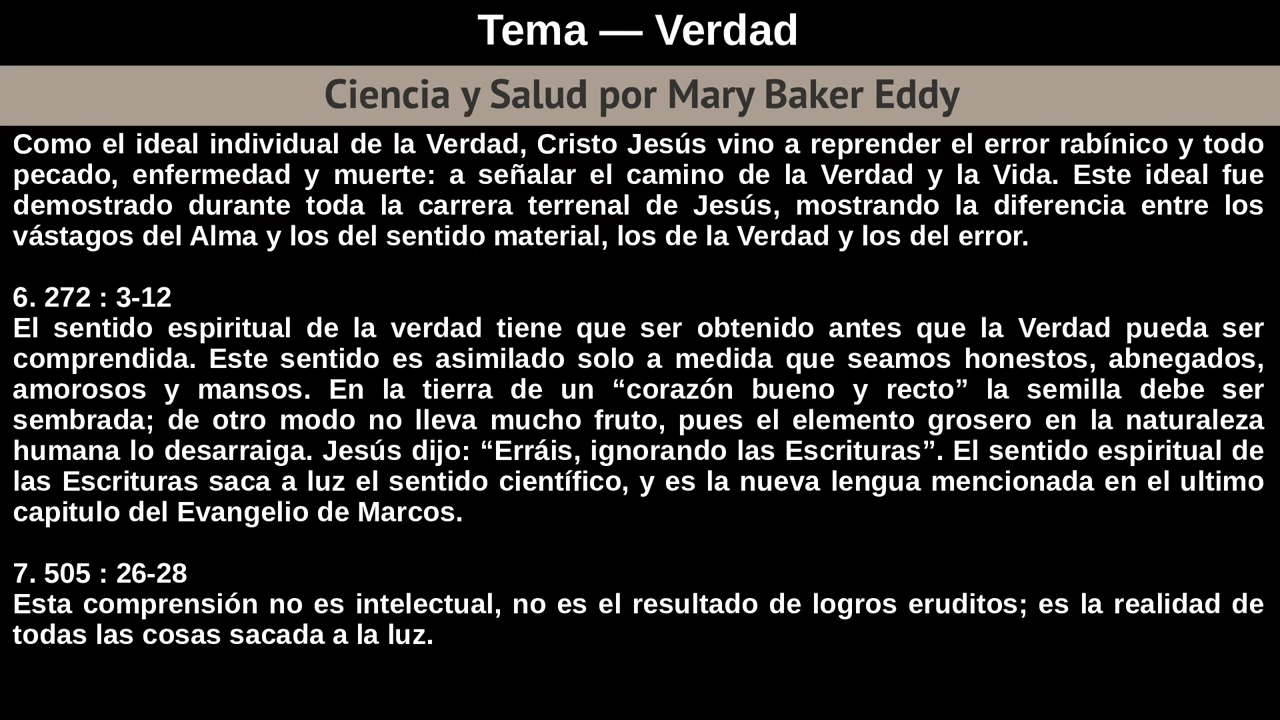 Tema — Verdad
Ciencia y Salud por Mary Baker Eddy
Como el ideal individual de la Verdad, Cristo Jesús vino a reprender el error rabínico y todo
pecado, enfermedad y muerte: a señalar el camino de la Verdad y la Vida. Este ideal fue
demostrado durante toda la carrera terrenal de Jesús, mostrando la diferencia entre los
vástagos del Alma y los del sentido material, los de la Verdad y los del error.
6. 272 : 3-12
El sentido espiritual de la verdad tiene que ser obtenido antes que la Verdad pueda ser
comprendida. Este sentido es asimilado solo a medida que seamos honestos, abnegados,
amorosos y mansos. En la tierra de un “corazón bueno y recto” la semilla debe ser
sembrada; de otro modo no lleva mucho fruto, pues el elemento grosero en la naturaleza
humana lo desarraiga. Jesús dijo: “Erráis, ignorando las Escrituras”. El sentido espiritual de
las Escrituras saca a luz el sentido científico, y es la nueva lengua mencionada en el ultimo
capitulo del Evangelio de Marcos.
7. 505 : 26-28
Esta comprensión no es intelectual, no es el resultado de logros eruditos; es la realidad de
todas las cosas sacada a la luz.